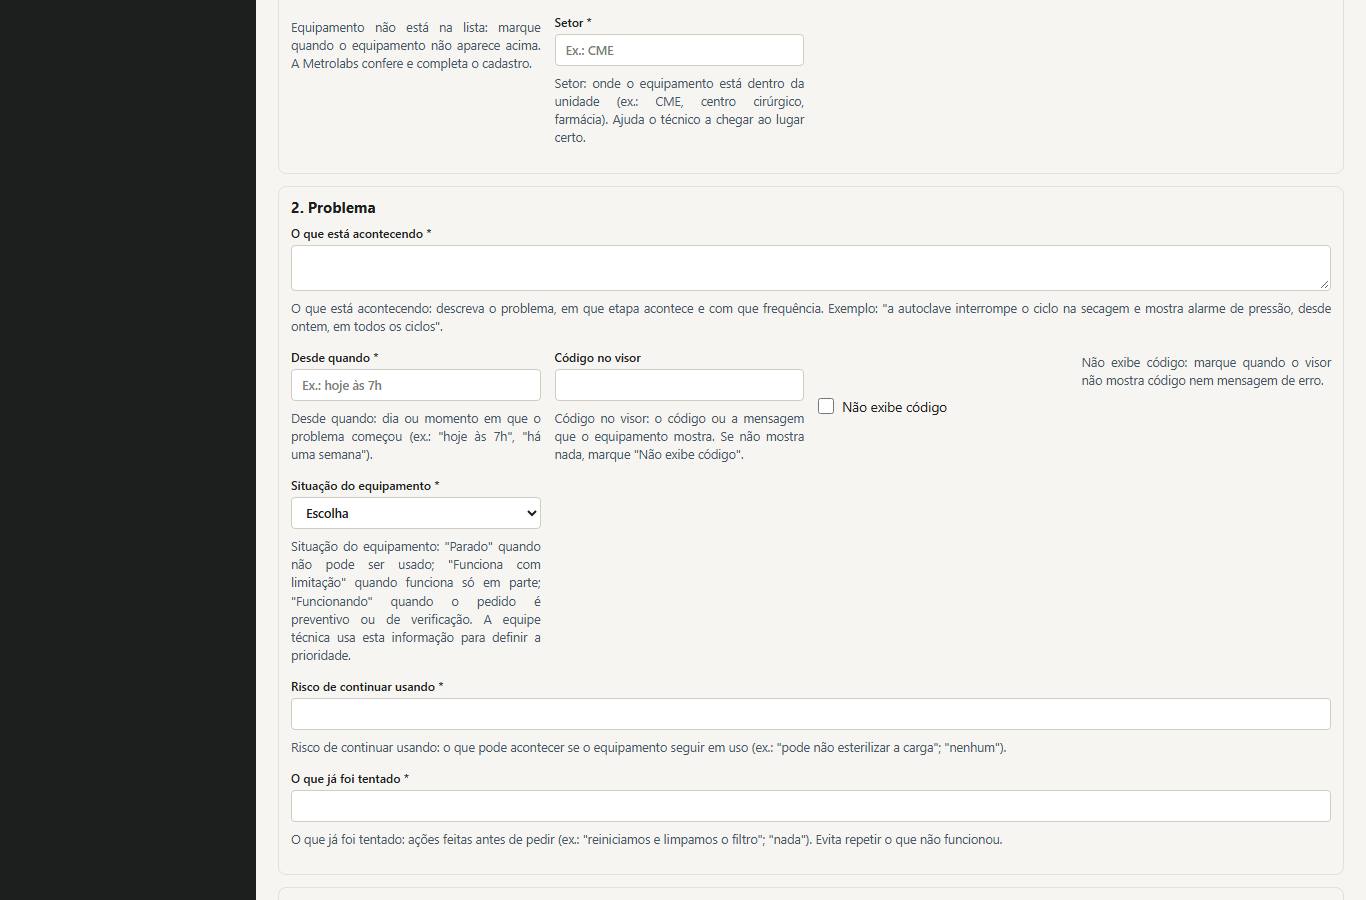 Equipamento não está na lista: marque
quando o equipamento não aparece acima.
A Metrolabs confere e completa o cadastro.
Setor *
Ex.: CME
Setor: onde o equipamento está dentro da
unidade (ex.: CME, centro cirúrgico,
farmácia). Ajuda o técnico a chegar ao lugar
certo.
2. Problema
O que está acontecendo *
O que está acontecendo: descreva o problema, em que etapa acontece e com que frequência. Exemplo: "a autoclave interrompe o ciclo na secagem e mostra alarme de pressão, desde
ontem, em todos os ciclos".
Desde quando *
Ex.: hoje às 7h
Desde quando: dia ou momento em que o
problema começou (ex.: "hoje às 7h", "há
uma semana").
Código no visor
Código no visor: o código ou a mensagem
que o equipamento mostra. Se não mostra
nada, marque "Não exibe código".
Não exibe código
Não exibe código: marque quando o visor
não mostra código nem mensagem de erro.
Situação do equipamento *
Escolha
Situação do equipamento: "Parado" quando
não pode ser usado; "Funciona com
limitação" quando funciona só em parte;
"Funcionando" quando o pedido é
preventivo ou de verificação. A equipe
técnica usa esta informação para definir a
prioridade.
Risco de continuar usando *
Risco de continuar usando: o que pode acontecer se o equipamento seguir em uso (ex.: "pode não esterilizar a carga"; "nenhum").
O que já foi tentado *
O que já foi tentado: ações feitas antes de pedir (ex.: "reiniciamos e limpamos o filtro"; "nada"). Evita repetir o que não funcionou.